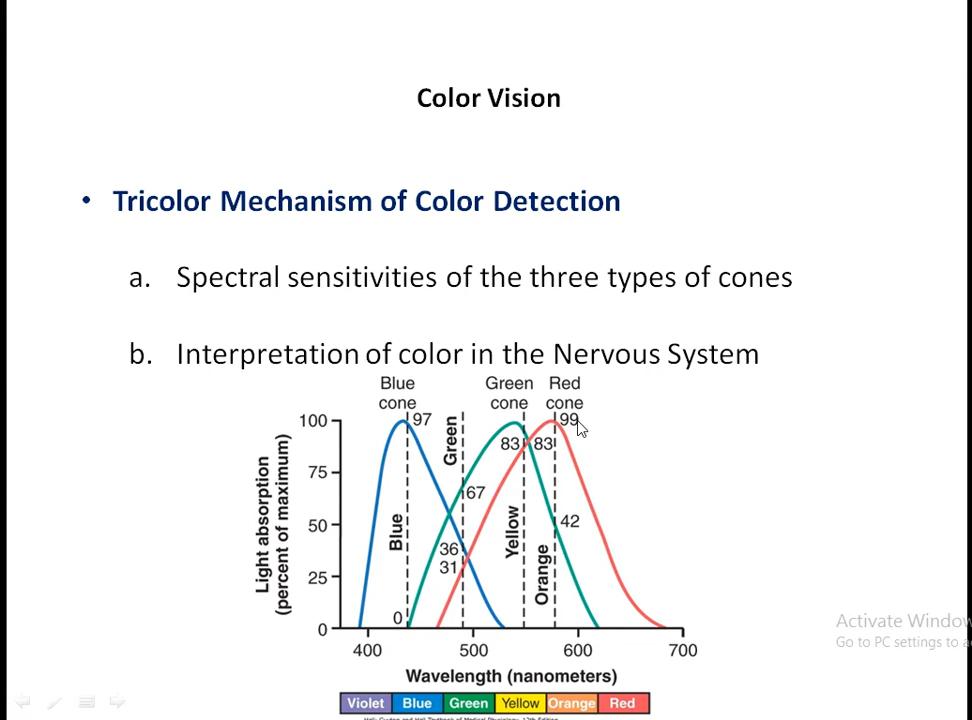 Color Vision
• Tricolor Mechanism of Color Detection
a. Spectral sensitivities of the three types of cones
b. Interpretation of color in the Nervous System
Blue cone
Green cone
Red cone
100
75
50
25
0
Light absorption
(percent of maximum)
97
Green
83
83
99
67
42
36
31
0
Blue
Yellow
Orange
400 500 600 700
Wavelength (nanometers)
Violet Blue Green Yellow Orange Red
Activate Window
Go to PC settings to a